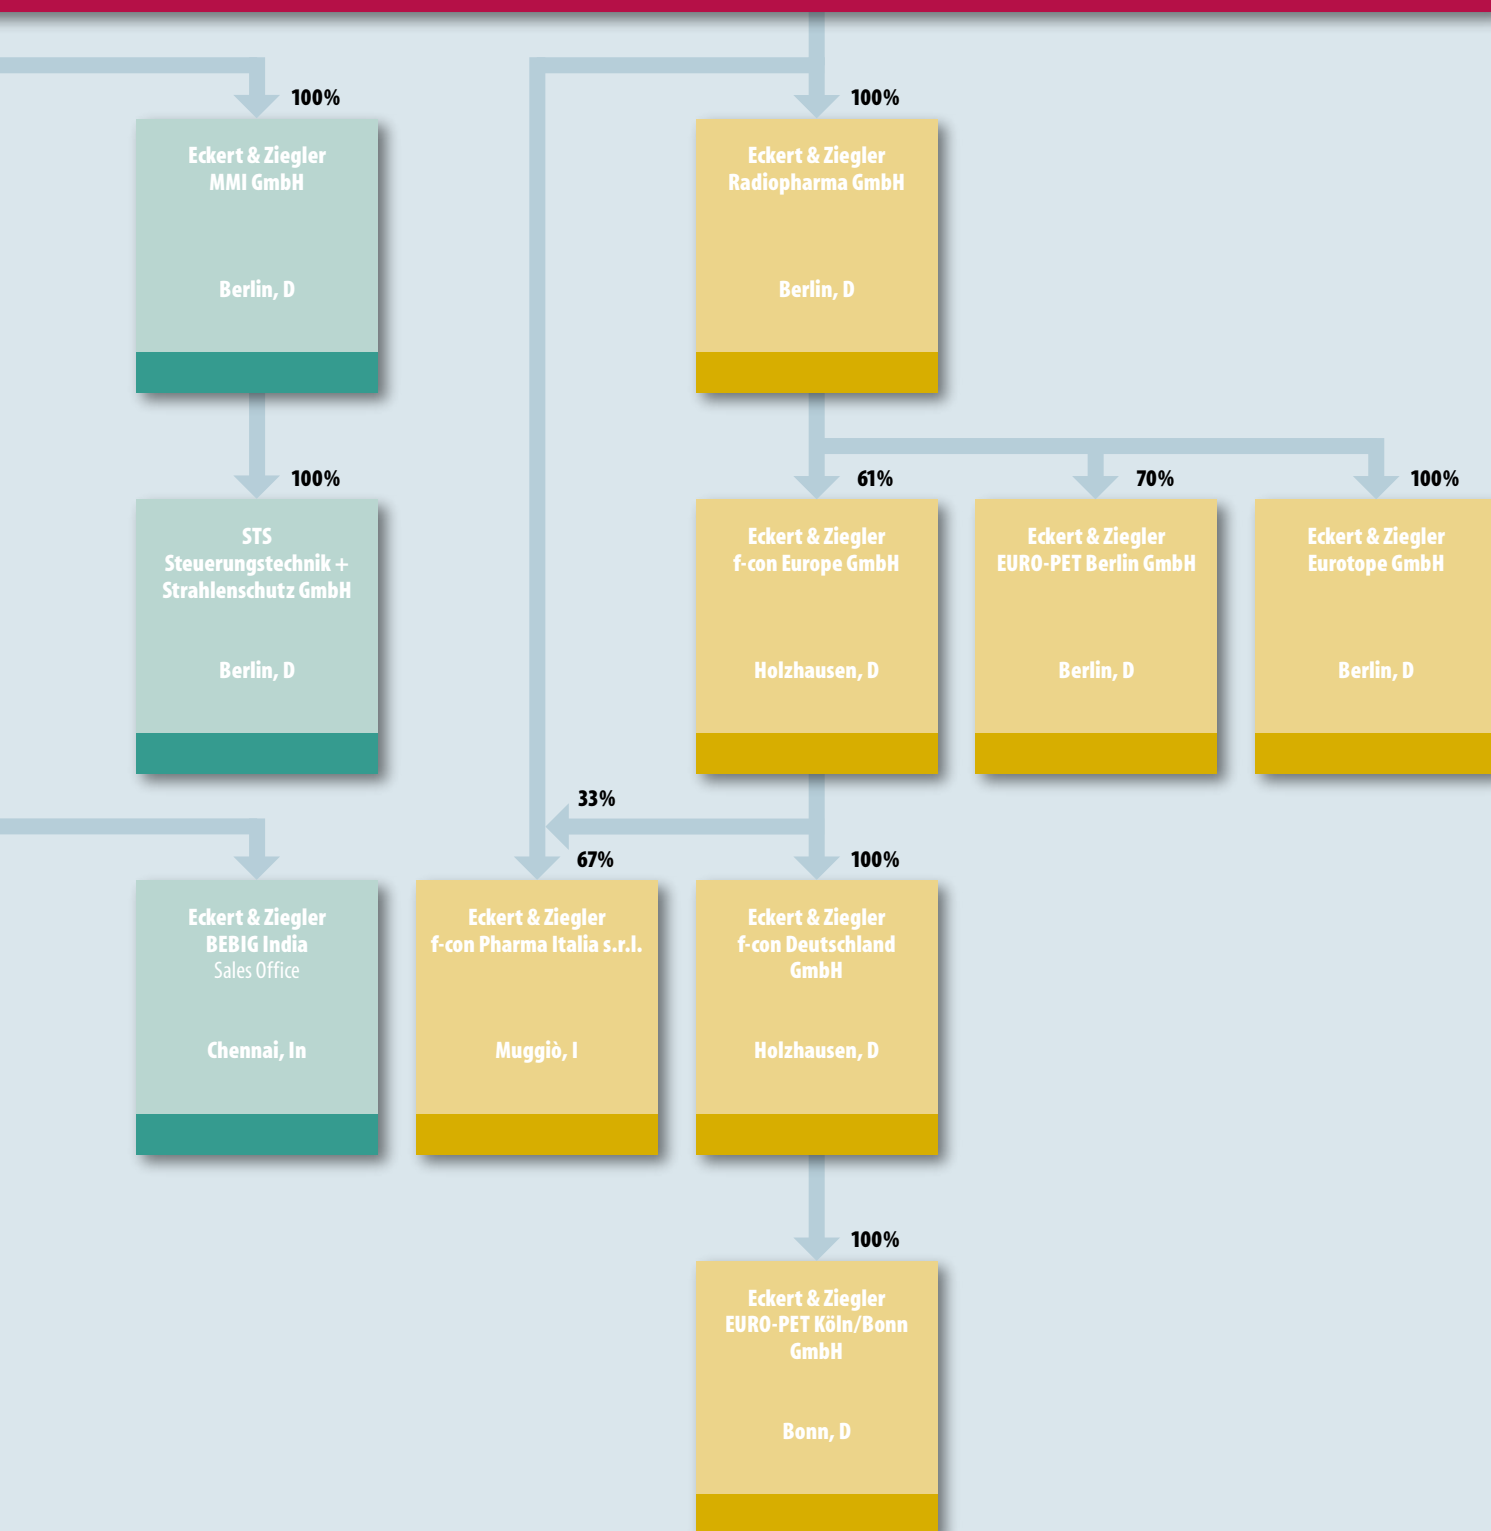 100%
Eckert & Ziegler
MMI GmbH
Berlin, D
100%
Eckert & Ziegler
Radiopharma GmbH
Berlin, D
100%
STS
Steuerungstechnik +
Strahlenschutz GmbH
Berlin, D
61%
Eckert & Ziegler
f-con Europe GmbH
Holzhausen, D
70%
Eckert & Ziegler
EURO-PET Berlin GmbH
Berlin, D
100%
Eckert & Ziegler
Eurotope GmbH
Berlin, D
33%
67%
100%
Eckert & Ziegler
BEBIG India
Sales Office
Chennai, In
Eckert & Ziegler
f-con Pharma Italia s.r.l.
Muggiò, I
Eckert & Ziegler
f-con Deutschland
GmbH
Holzhausen, D
100%
Eckert & Ziegler
EURO-PET Köln/Bonn
GmbH
Bonn, D